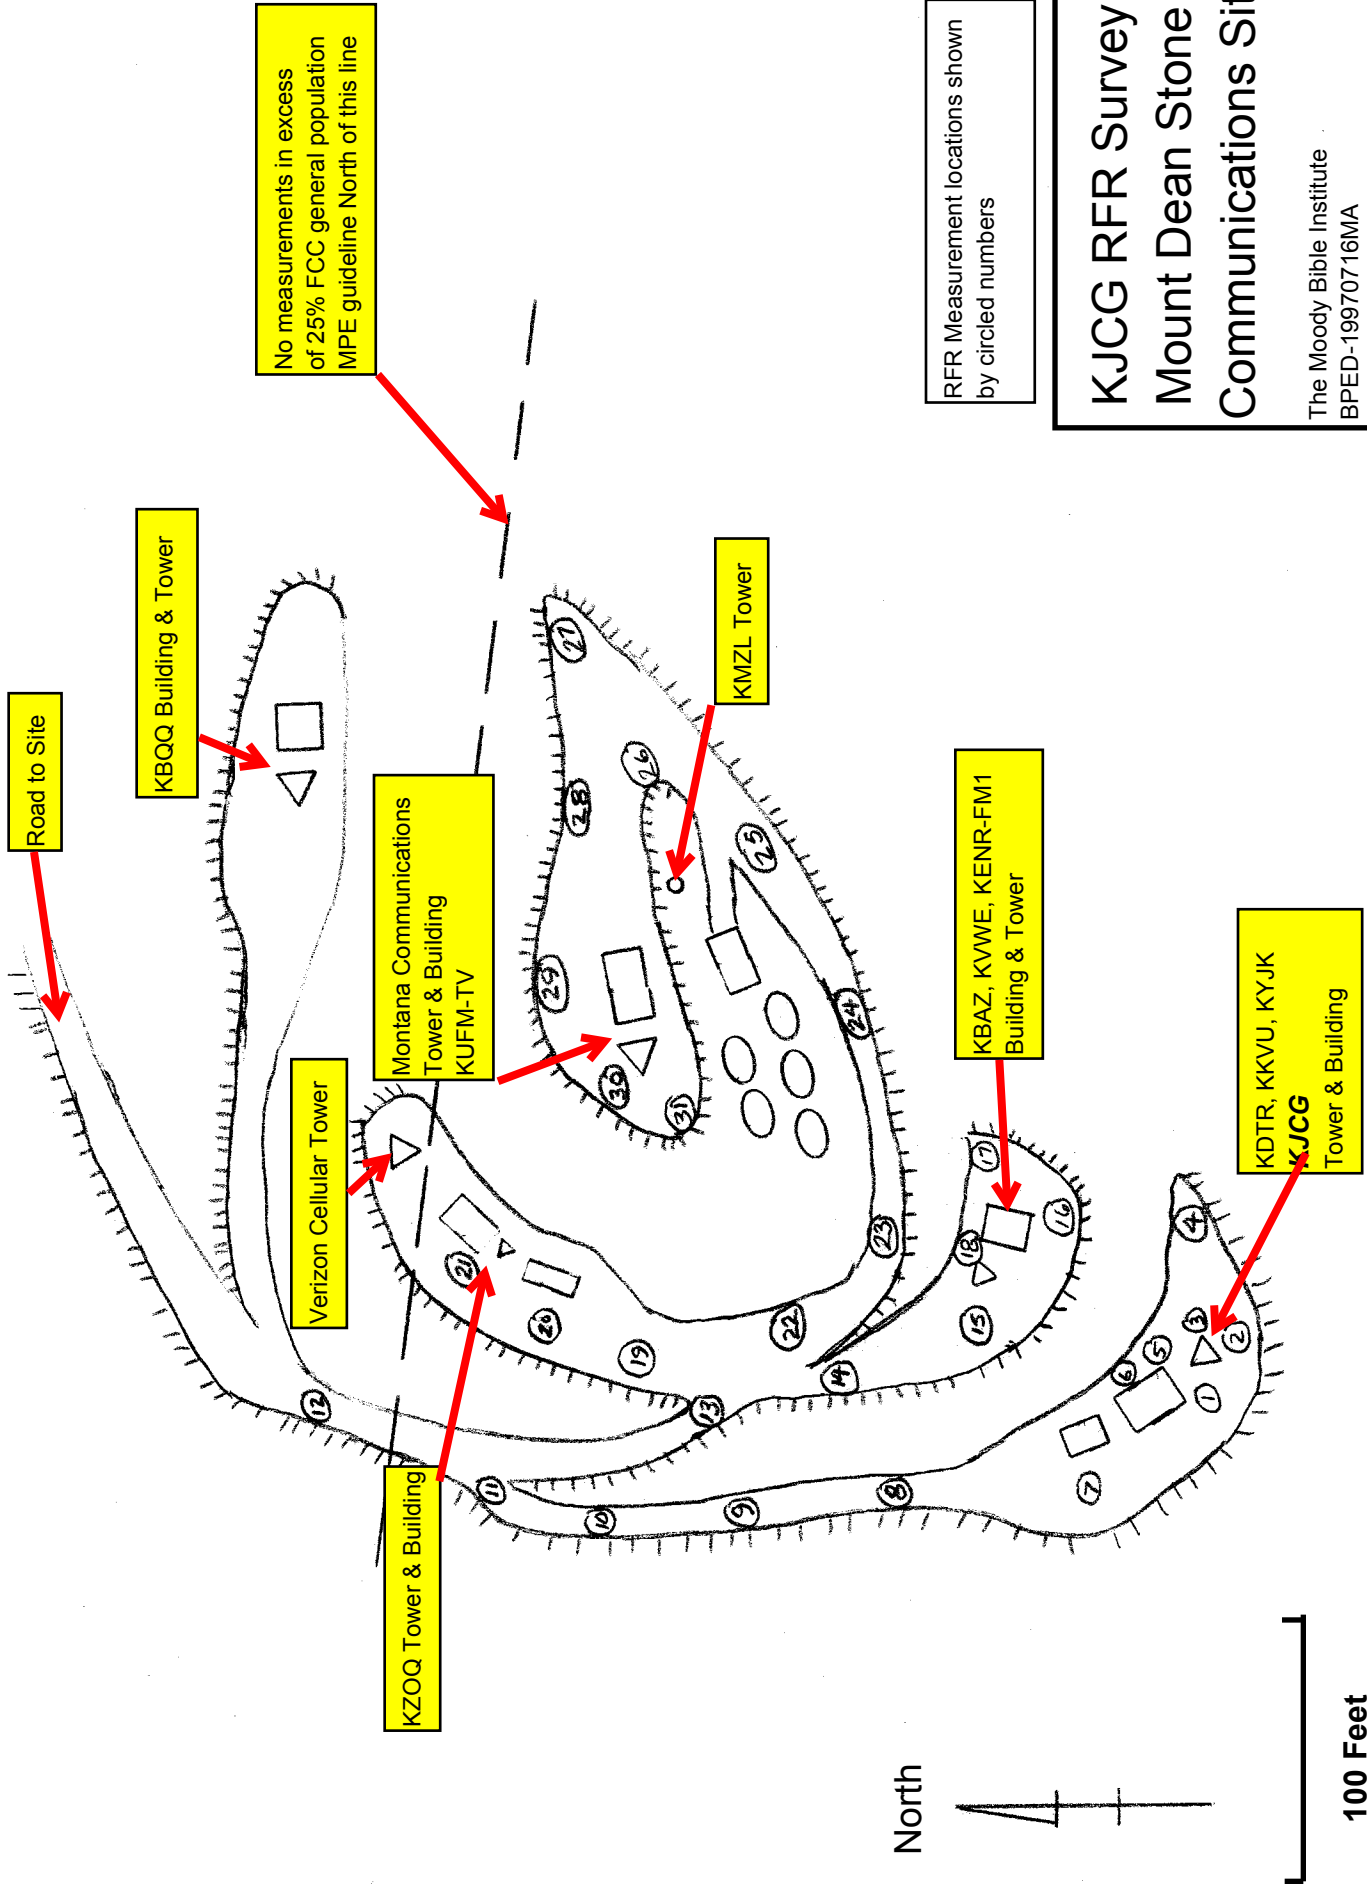 Road to Site
KBQQ Building & Tower
No measurements in excess
of 25% FCC general population
MPE guideline North of this line
Verizon Cellular Tower
Montana Communications
Tower & Building
KUFM-TV
KZOQ Tower & Building
KMZL Tower
KBAZ, KVWE, KENR-FM1
Building & Tower
KDTR, KKVU, KYJK
KJCG
Tower & Building
1
2
3
4
5
6
7
8
9
10
11
12
13
14
15
16
17
18
19
20
21
22
23
24
25
26
27
28
29
30
31
North
100 Feet
RFR Measurement locations shown
by circled numbers
KJCG RFR Survey
Mount Dean Stone
Communications Sit
The Moody Bible Institute
BPED-19970716MA